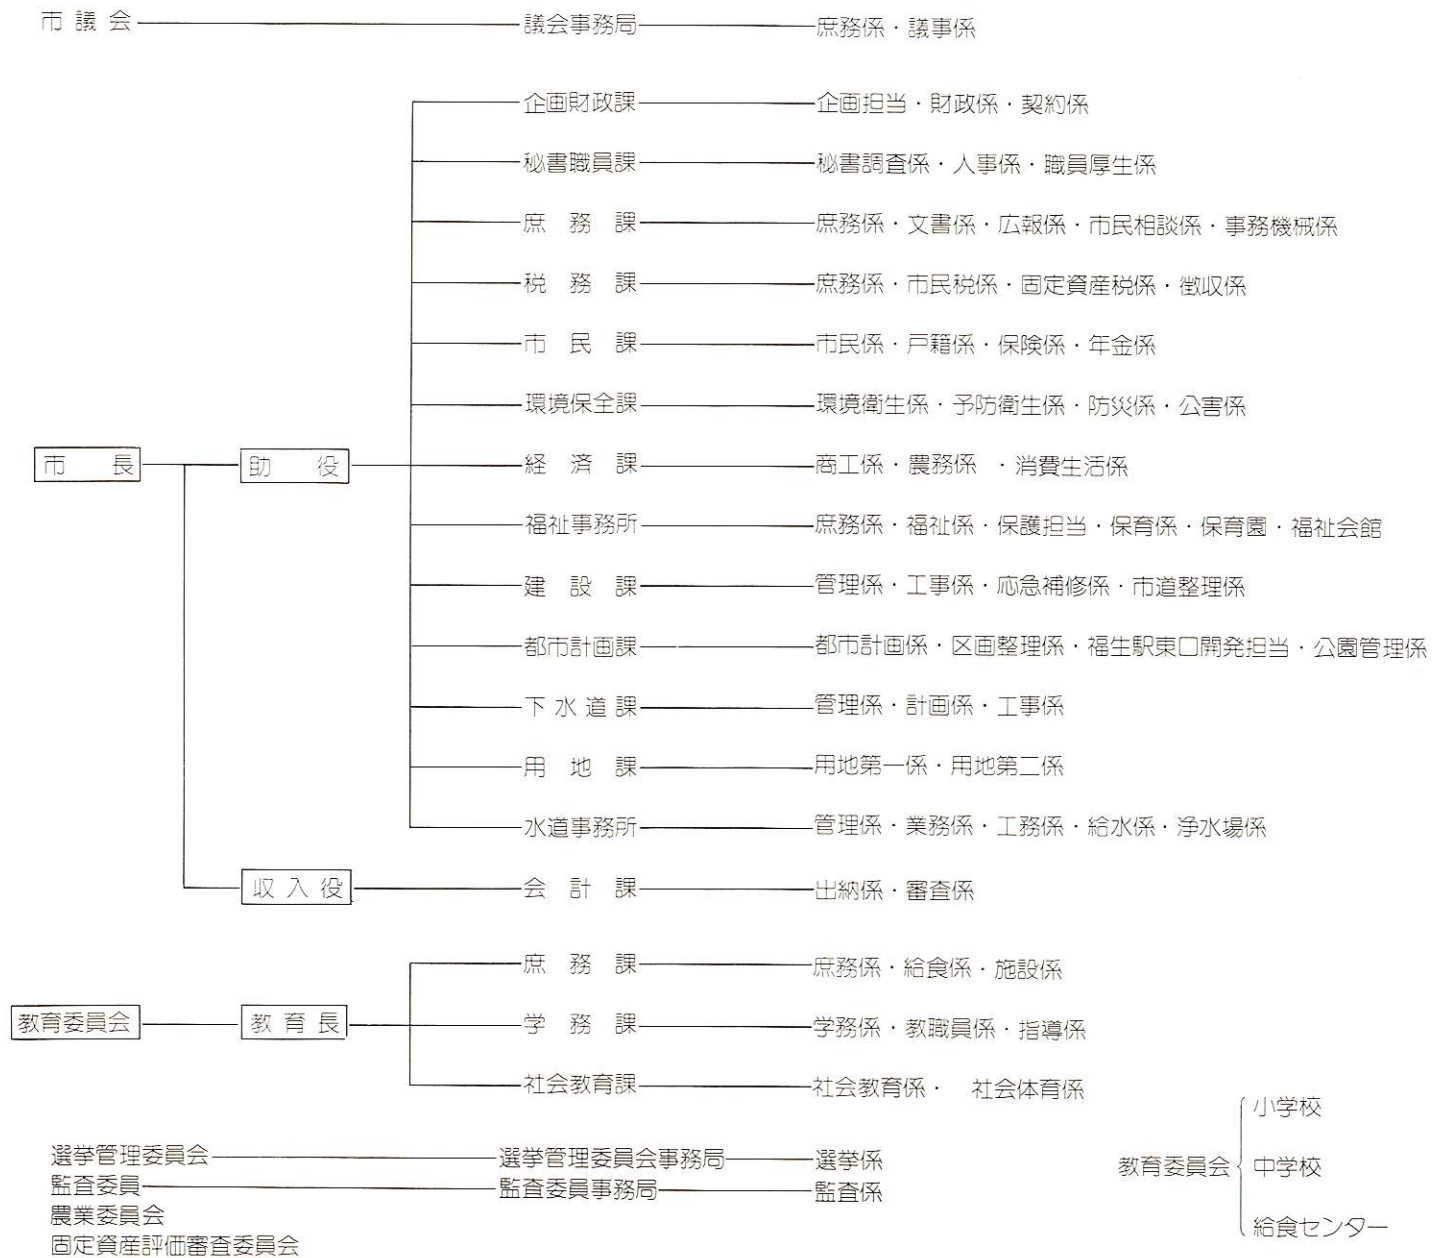 市議会 議会事務局 庶務係・議事係
企画財政課 企画担当・財政係・契約係
秘書職員課 秘書調査係・人事係・職員厚生係
庶務課 庶務係・文書係・広報係・市民相談係・事務機械係
税務課 庶務係・市民税係・固定資産税係・徴収係
市民課 市民係・戸籍係・保険係・年金係
環境保全課 環境衛生係・予防衛生係・防災係・公害係
市長 助役 経済課 商工係・農務係・消費生活係
福祉事務所 庶務係・福祉係・保護担当・保育係・保育園・福祉会館
建設課 管理係・工事係・応急補修係・市道整理係
都市計画課 都市計画係・区画整理係・福生駅東口開発担当・公園管理係
下水道課 管理係・計画係・工事係
用地課 用地第一係・用地第二係
水道事務所 管理係・業務係・工務係・給水係・浄水場係
収入役 会計課 出納係・審査係
庶務課 庶務係・給食係・施設係
教育委員会 教育長 学務課 学務係・教職員係・指導係
社会教育課 社会教育係・ 社会体育係
選挙管理委員会 選挙管理委員会事務局 選挙係
監査委員 監査委員事務局 監査係
農業委員会
固定資産評価審査委員会
小学校
教育委員会 中学校
給食センター